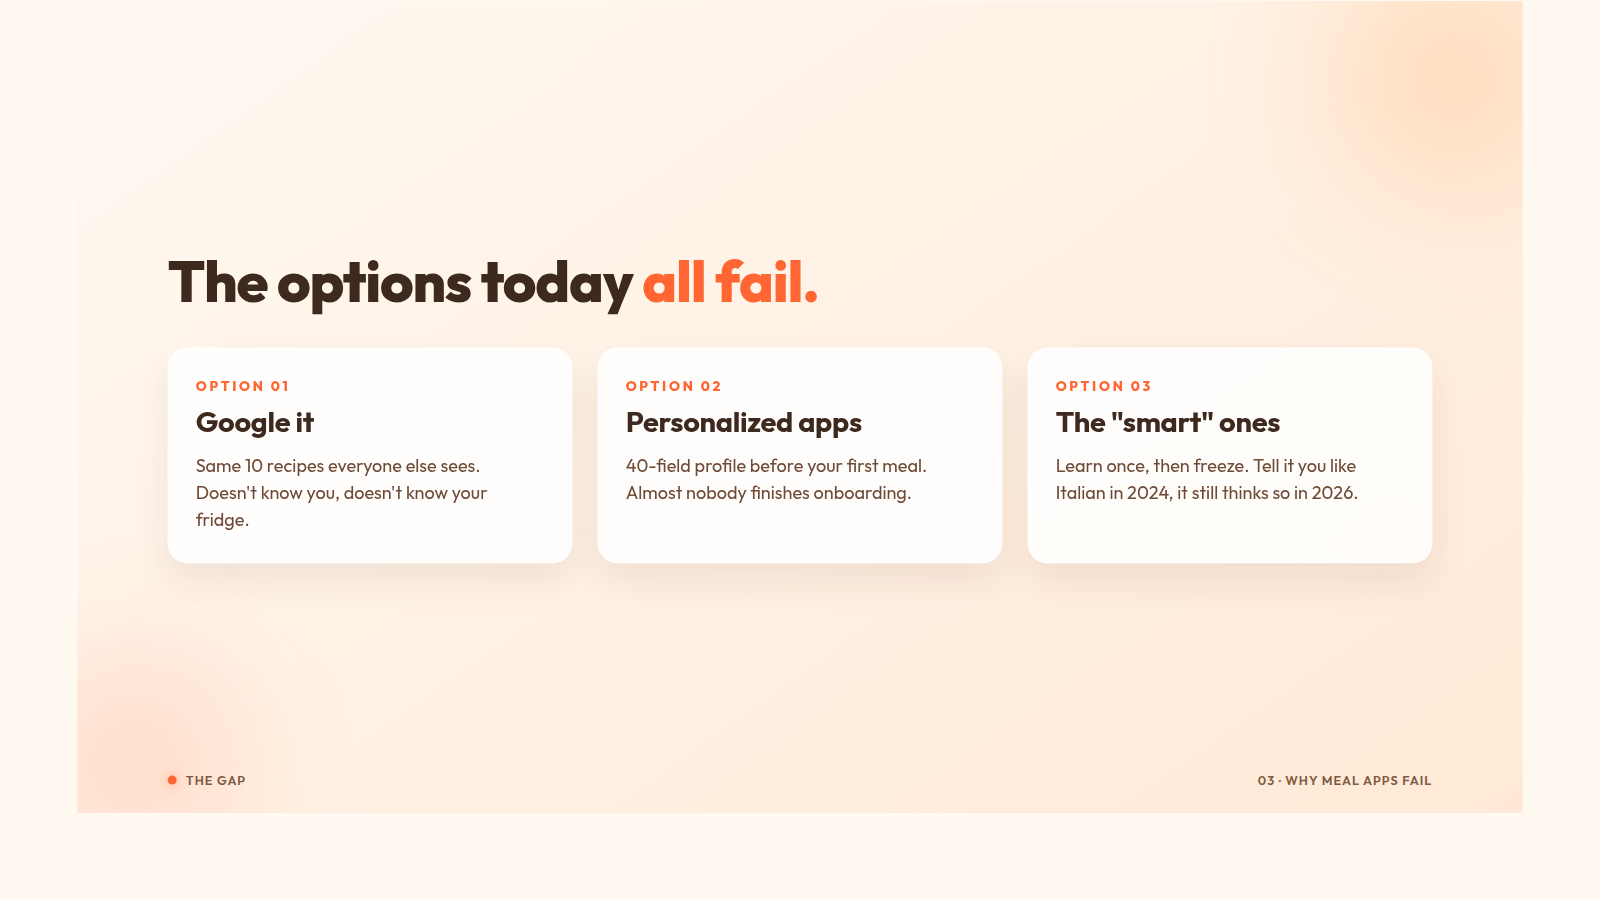 The options today all fail.
OPTION 01
Google it
Same 10 recipes everyone else sees.
Doesn't know you, doesn't know your
fridge.
OPTION 02
Personalized apps
40-field profile before your first meal.
Almost nobody finishes onboarding.
OPTION 03
The "smart" ones
Learn once, then freeze. Tell it you like
Italian in 2024, it still thinks so in 2026.
THE GAP
03 · WHY MEAL APPS FAIL